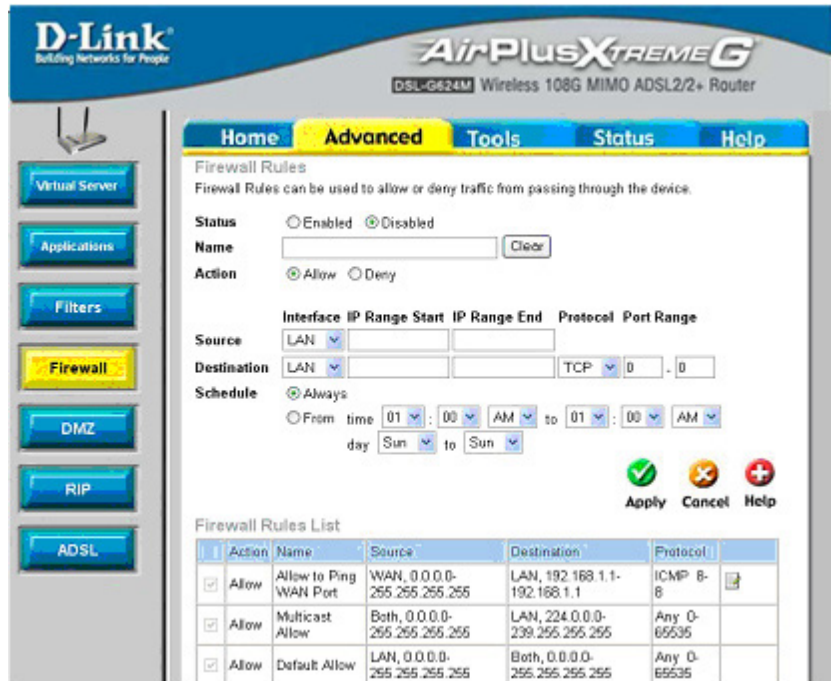 D-Link
Building Networks for People
AirPlus XTREME G
DSL-G624M Wireless 108G MIMO ADSL2/2+ Router
Home Advanced Tools Status Help
Virtual Server
Applications
Filters
Firewall
DMZ
RIP
ADSL
Firewall Rules
Firewall Rules can be used to allow or deny traffic from passing through the device.
Status Enabled Disabled
Name Clear
Action Allow Deny
Interface IP Range Start IP Range End Protocol Port Range
Source LAN
Destination LAN TCP 0 - 0
Schedule Always
From time 01 : 00 AM to 01 : 00 AM
day Sun to Sun
Apply Cancel Help
Firewall Rules List
Action Name Source Destination Protocol
Allow Allow to Ping WAN Port WAN, 0.0.0.0-255.255.255.255 LAN, 192.168.1.1-192.168.1.1 ICMP 8-8
Allow Multicast Allow Both, 0.0.0.0-255.255.255.255 LAN, 224.0.0.0-239.255.255.255 Any 0-65535
Allow Default Allow LAN, 0.0.0.0-255.255.255.255 Both, 0.0.0.0-255.255.255.255 Any 0-65535